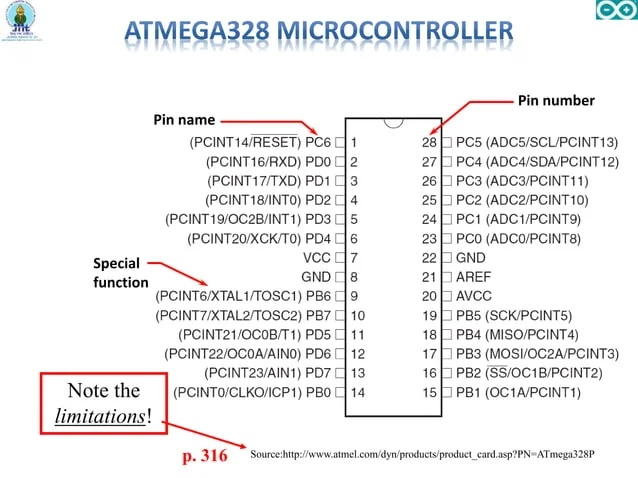 ATMEGA328 MICROCONTROLLER
Pin number
Pin name
(PCINT14/RESET) PC6 1 28 PC5 (ADC5/SCL/PCINT13)
(PCINT16/RXD) PD0 2 27 PC4 (ADC4/SDA/PCINT12)
(PCINT17/TXD) PD1 3 26 PC3 (ADC3/PCINT11)
(PCINT18/INT0) PD2 4 25 PC2 (ADC2/PCINT10)
(PCINT19/OC2B/INT1) PD3 5 24 PC1 (ADC1/PCINT9)
(PCINT20/XCK/T0) PD4 6 23 PC0 (ADC0/PCINT8)
VCC 7 22 GND
GND 8 21 AREF
Special
function
(PCINT6/XTAL1/TOSC1) PB6 9 20 AVCC
(PCINT7/XTAL2/TOSC2) PB7 10 19 PB5 (SCK/PCINT5)
(PCINT21/OC0B/T1) PD5 11 18 PB4 (MISO/PCINT4)
(PCINT22/OC0A/AIN0) PD6 12 17 PB3 (MOSI/OC2A/PCINT3)
(PCINT23/AIN1) PD7 13 16 PB2 (SS/OC1B/PCINT2)
(PCINT0/CLKO/ICP1) PB0 14 15 PB1 (OC1A/PCINT1)
Note the
limitations!
p. 316
Source:http://www.atmel.com/dyn/products/product_card.asp?PN=ATmega328P